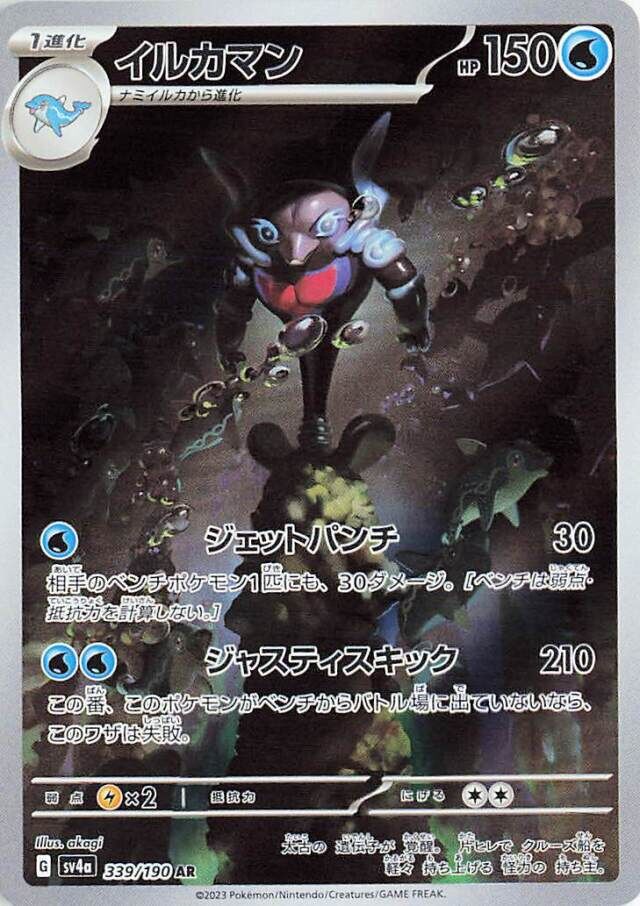 1進化
イルカマン
HP 150
ナミイルカから進化
ジェットパンチ 30
相手のベンチポケモン1匹にも、30ダメージ。[ベンチは弱点・
抵抗力を計算しない。]
ジャスティスキック 210
この番、このポケモンがベンチからバトル場に出ていないなら、
このワザは失敗。
弱点 ×2 抵抗力 にげる
Illus. akagi
G sv4a 339/190 AR
太古の 遺伝子が 覚醒。 片ヒレで クルーズ船を
軽々 持ち上げる 怪力の 持ち主。
©2023 Pokémon/Nintendo/Creatures/GAME FREAK.